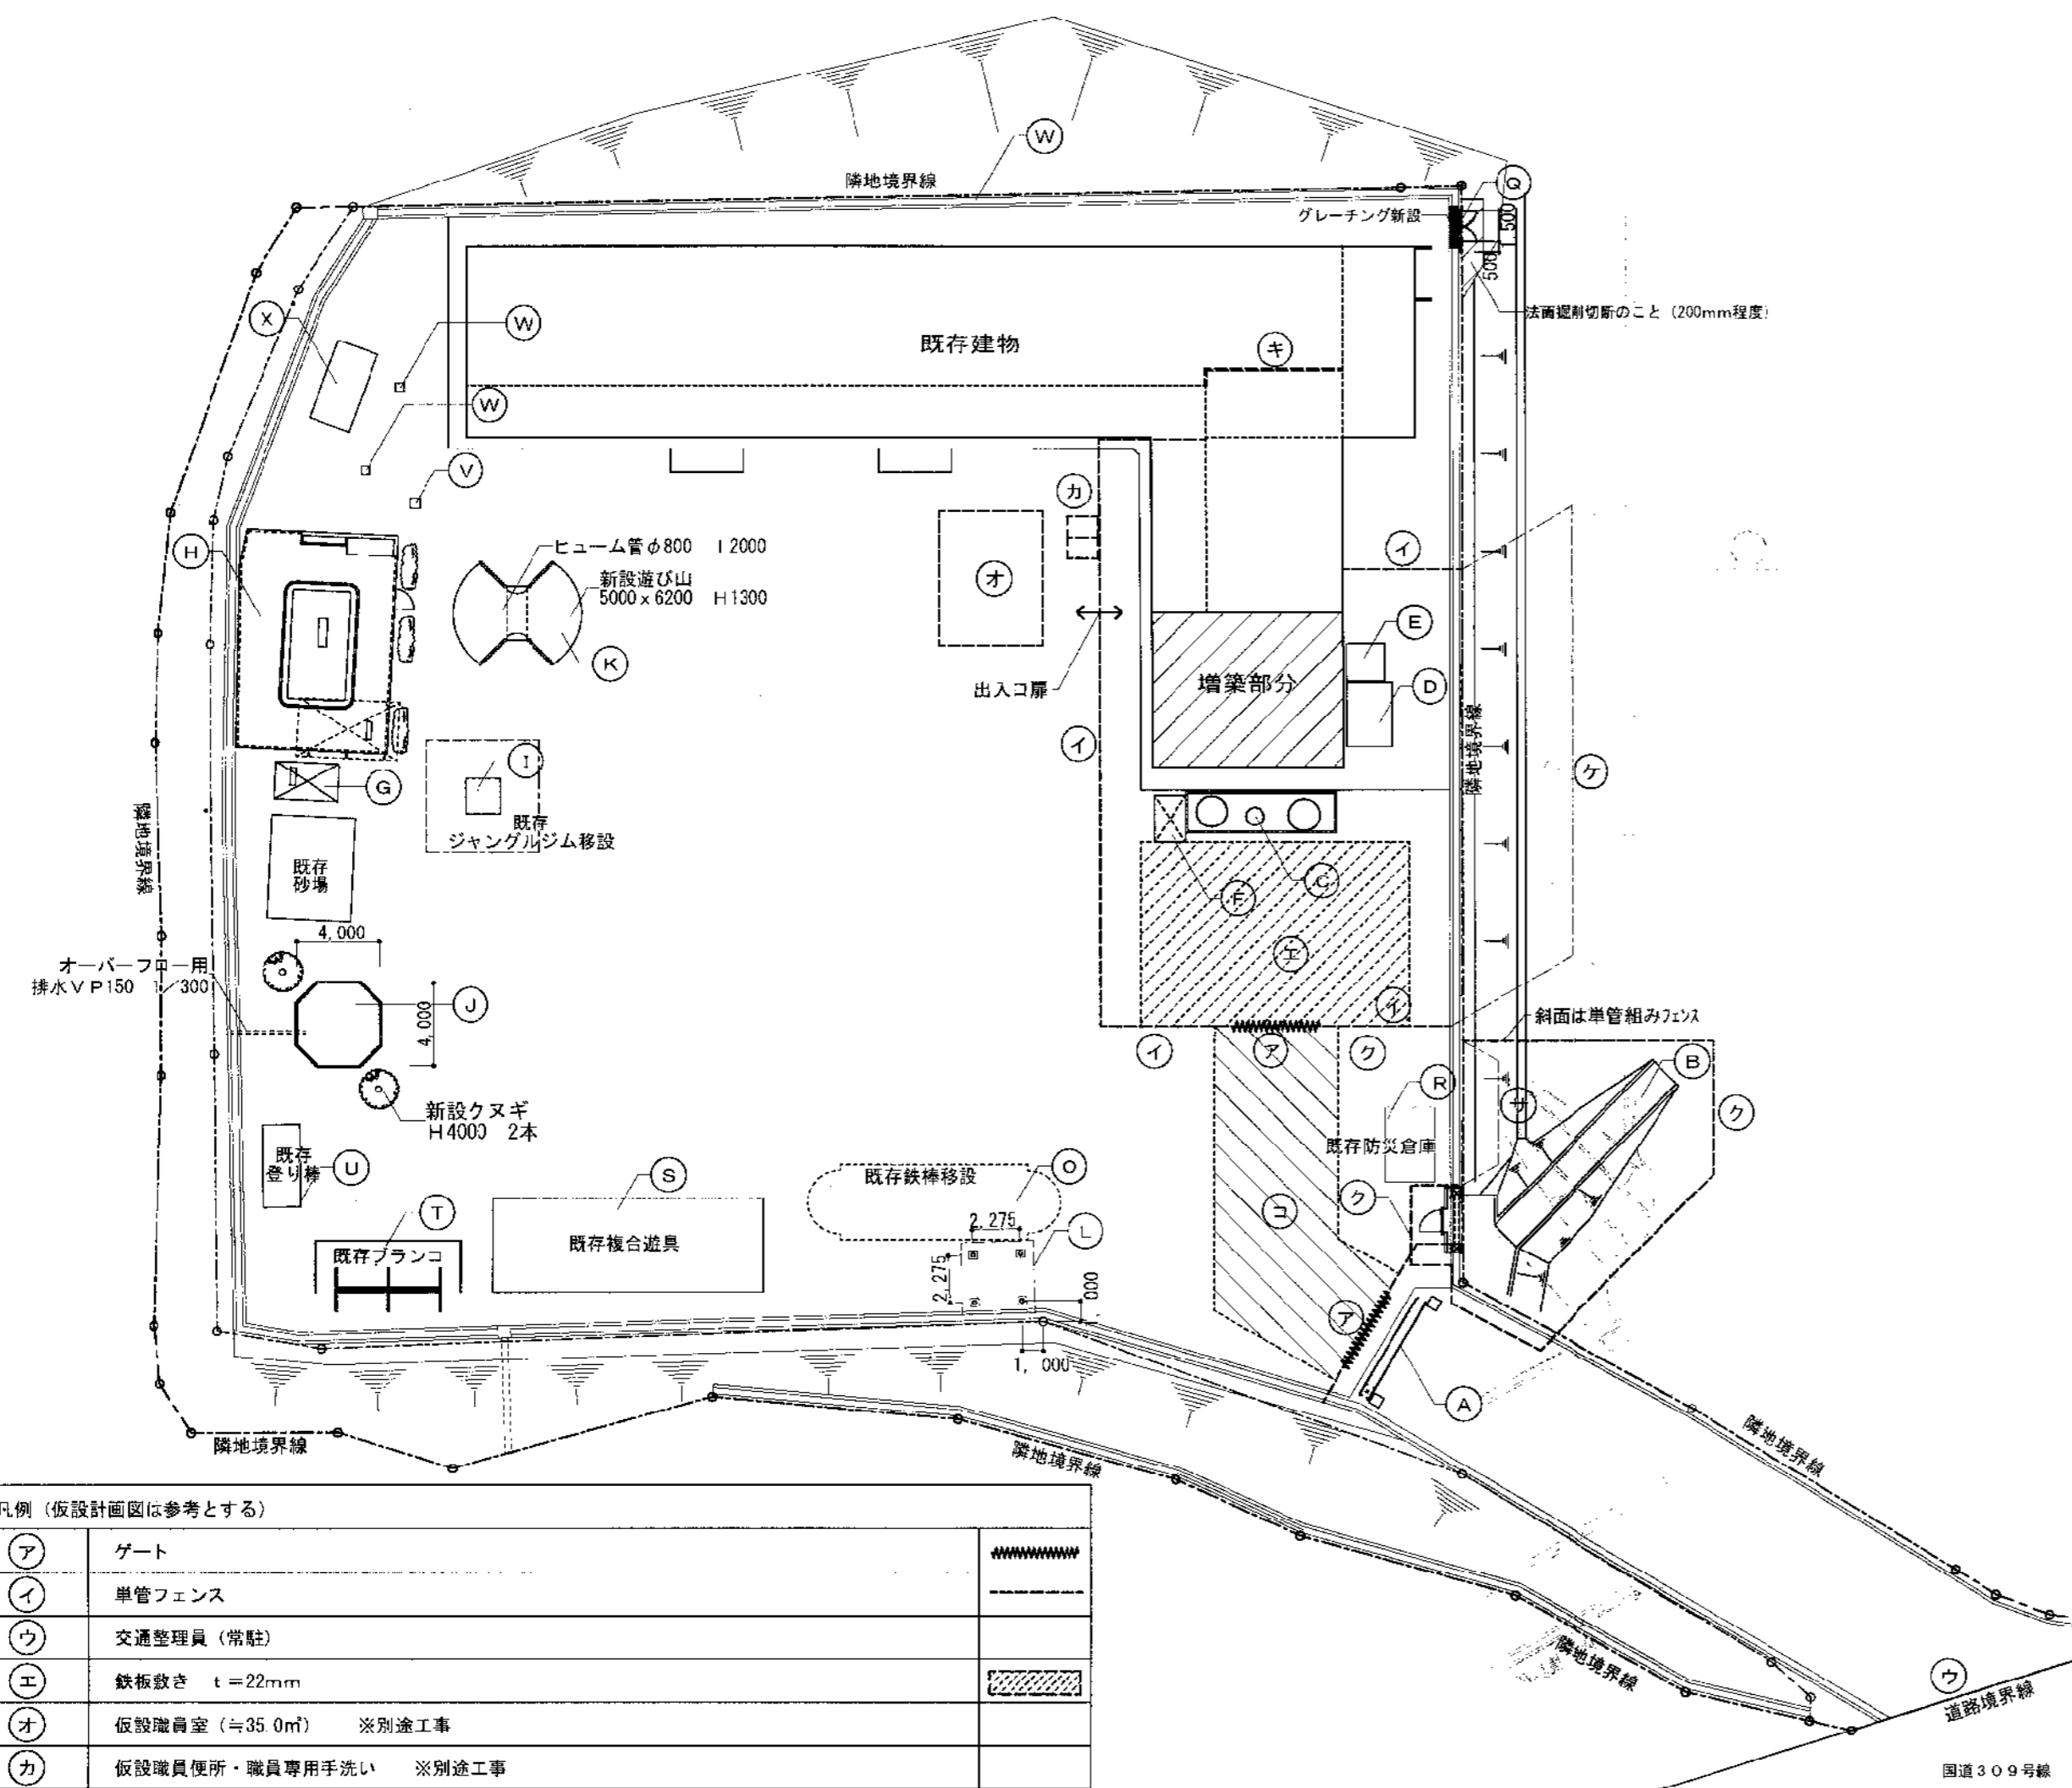 W
隣地境界線
Q
グレーチング新設
500
500
法面掘削切断のこと（200mm程度）
X
W
既存建物
キ
W
V
カ
H
ヒューム管φ800　l 2000
新設遊び山
5000 x 6200　H1300
オ
イ
K
E
出入口扉
増築部分
D
隣地境界線
イ
ケ
I
G
既存
ジャングルジム移設
隣地境界線
既存
砂場
C
F
4,000
エ
オーバーフロー用
排水ＶＰ150　1／300
J
4,000
イ
斜面は単管組みフェンス
イ
ア
ク
B
R
サ
ク
新設クヌギ
H4000　2本
既存防災倉庫
既存
登り棒
U
S
既存鉄棒移設
O
ク
T
コ
2,275
L
既存ブランコ
既存複合遊具
2,275
000
ア
1,000
A
隣地境界線
隣地境界線
隣地境界線
隣地境界線
ウ
道路境界線
国道３０９号線
凡例（仮設計画図は参考とする）
ア　ゲート
イ　単管フェンス
ウ　交通整理員（常駐）
エ　鉄板敷き　ｔ＝22mm
オ　仮設職員室（≒35.0㎡）　※別途工事
カ　仮設職員便所・職員専用手洗い　※別途工事